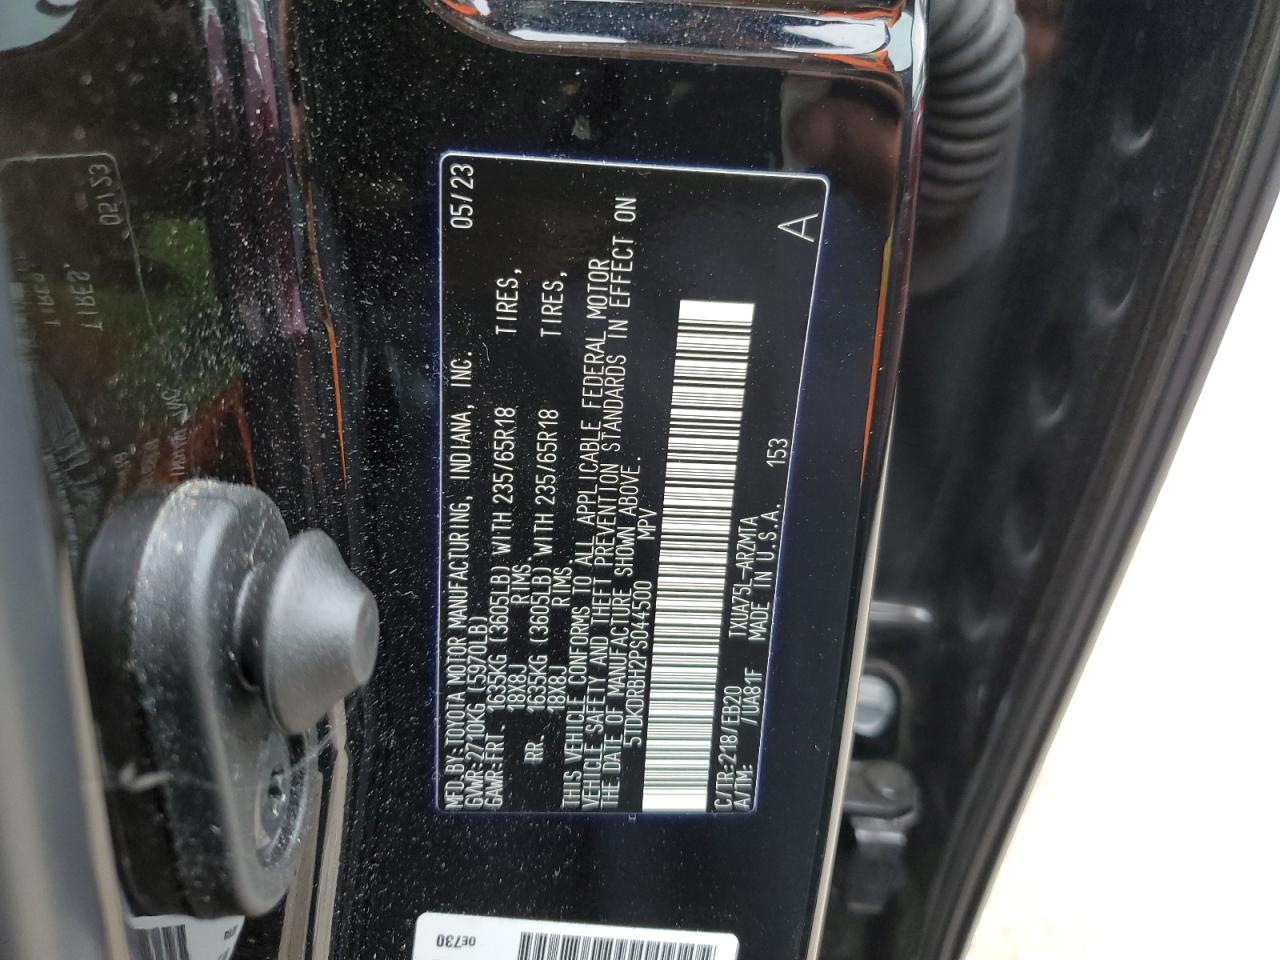 MFD.BY:TOYOTA MOTOR MANUFACTURING, INDIANA, INC. 05/23
GVWR:2710KG (5970LB)
GAWR:FRT. 1635KG (3605LB) WITH 235/65R18 TIRES,
18X8J RIMS.
RR. 1635KG (3605LB) WITH 235/65R18 TIRES,
18X8J RIMS.
THIS VEHICLE CONFORMS TO ALL APPLICABLE FEDERAL MOTOR
VEHICLE SAFETY AND THEFT PREVENTION STANDARDS IN EFFECT ON
THE DATE OF MANUFACTURE SHOWN ABOVE.
5TDKDRBH2PS044500 MPV
C/TR:218/EB20 TXUA75L-ARZMTA
A/TM: /UA81F MADE IN U.S.A. 153
A
0E730